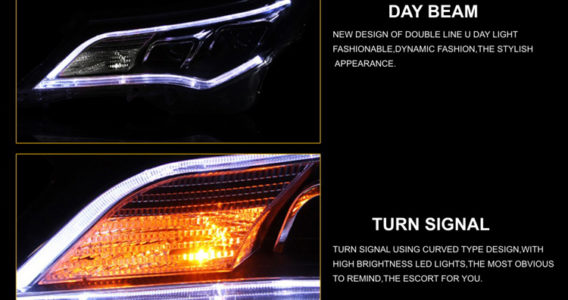 DAY BEAM
NEW DESIGN OF DOUBLE LINE U DAY LIGHT
FASHIONABLE,DYNAMIC FASHION,THE STYLISH
APPEARANCE.
TURN SIGNAL
TURN SIGNAL USING CURVED TYPE DESIGN,WITH
HIGH BRIGHTNESS LED LIGHTS,THE MOST OBVIOUS
TO REMIND,THE ESCORT FOR YOU.